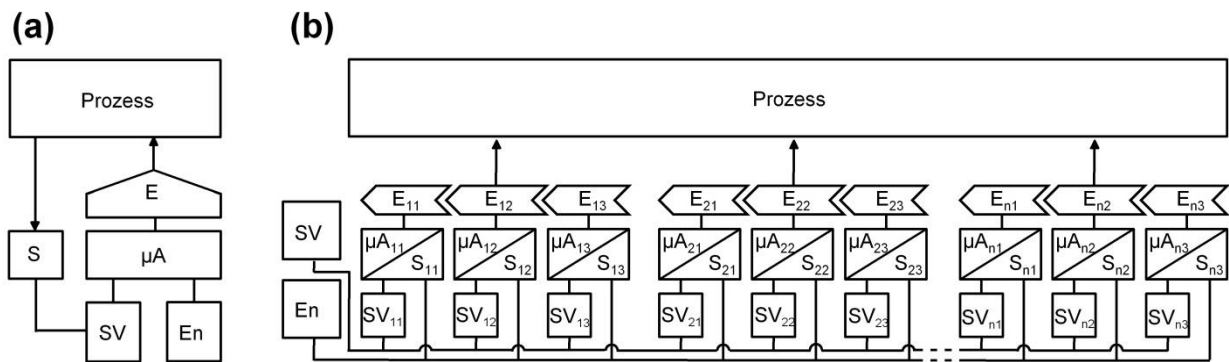 (a)
Prozess
E
S
µA
SV
En
(b)
Prozess
SV
En
E₁₁ E₁₂ E₁₃ E₂₁ E₂₂ E₂₃ Eₙ₁ Eₙ₂ Eₙ₃
µA₁₁ µA₁₂ µA₁₃ µA₂₁ µA₂₂ µA₂₃ µAₙ₁ µAₙ₂ µAₙ₃
S₁₁ S₁₂ S₁₃ S₂₁ S₂₂ S₂₃ Sₙ₁ Sₙ₂ Sₙ₃
SV₁₁ SV₁₂ SV₁₃ SV₂₁ SV₂₂ SV₂₃ SVₙ₁ SVₙ₂ SVₙ₃